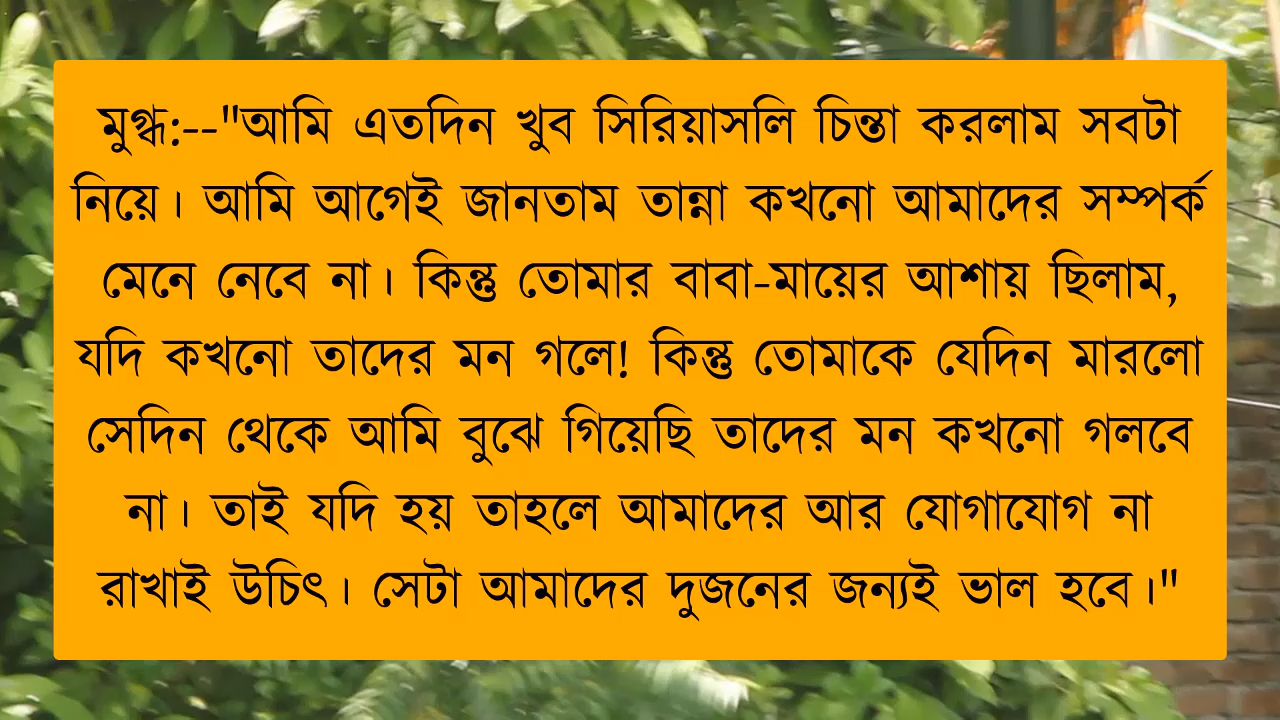 মুগ্ধ:--"আমি এতদিন খুব সিরিয়াসলি চিন্তা করলাম সবটা
নিয়ে। আমি আগেই জানতাম তান্না কখনো আমাদের সম্পর্ক
মেনে নেবে না। কিন্তু তোমার বাবা-মায়ের আশায় ছিলাম,
যদি কখনো তাদের মন গলে! কিন্তু তোমাকে যেদিন মারলো
সেদিন থেকে আমি বুঝে গিয়েছি তাদের মন কখনো গলবে
না। তাই যদি হয় তাহলে আমাদের আর যোগাযোগ না
রাখাই উচিৎ। সেটা আমাদের দুজনের জন্যই ভাল হবে।"